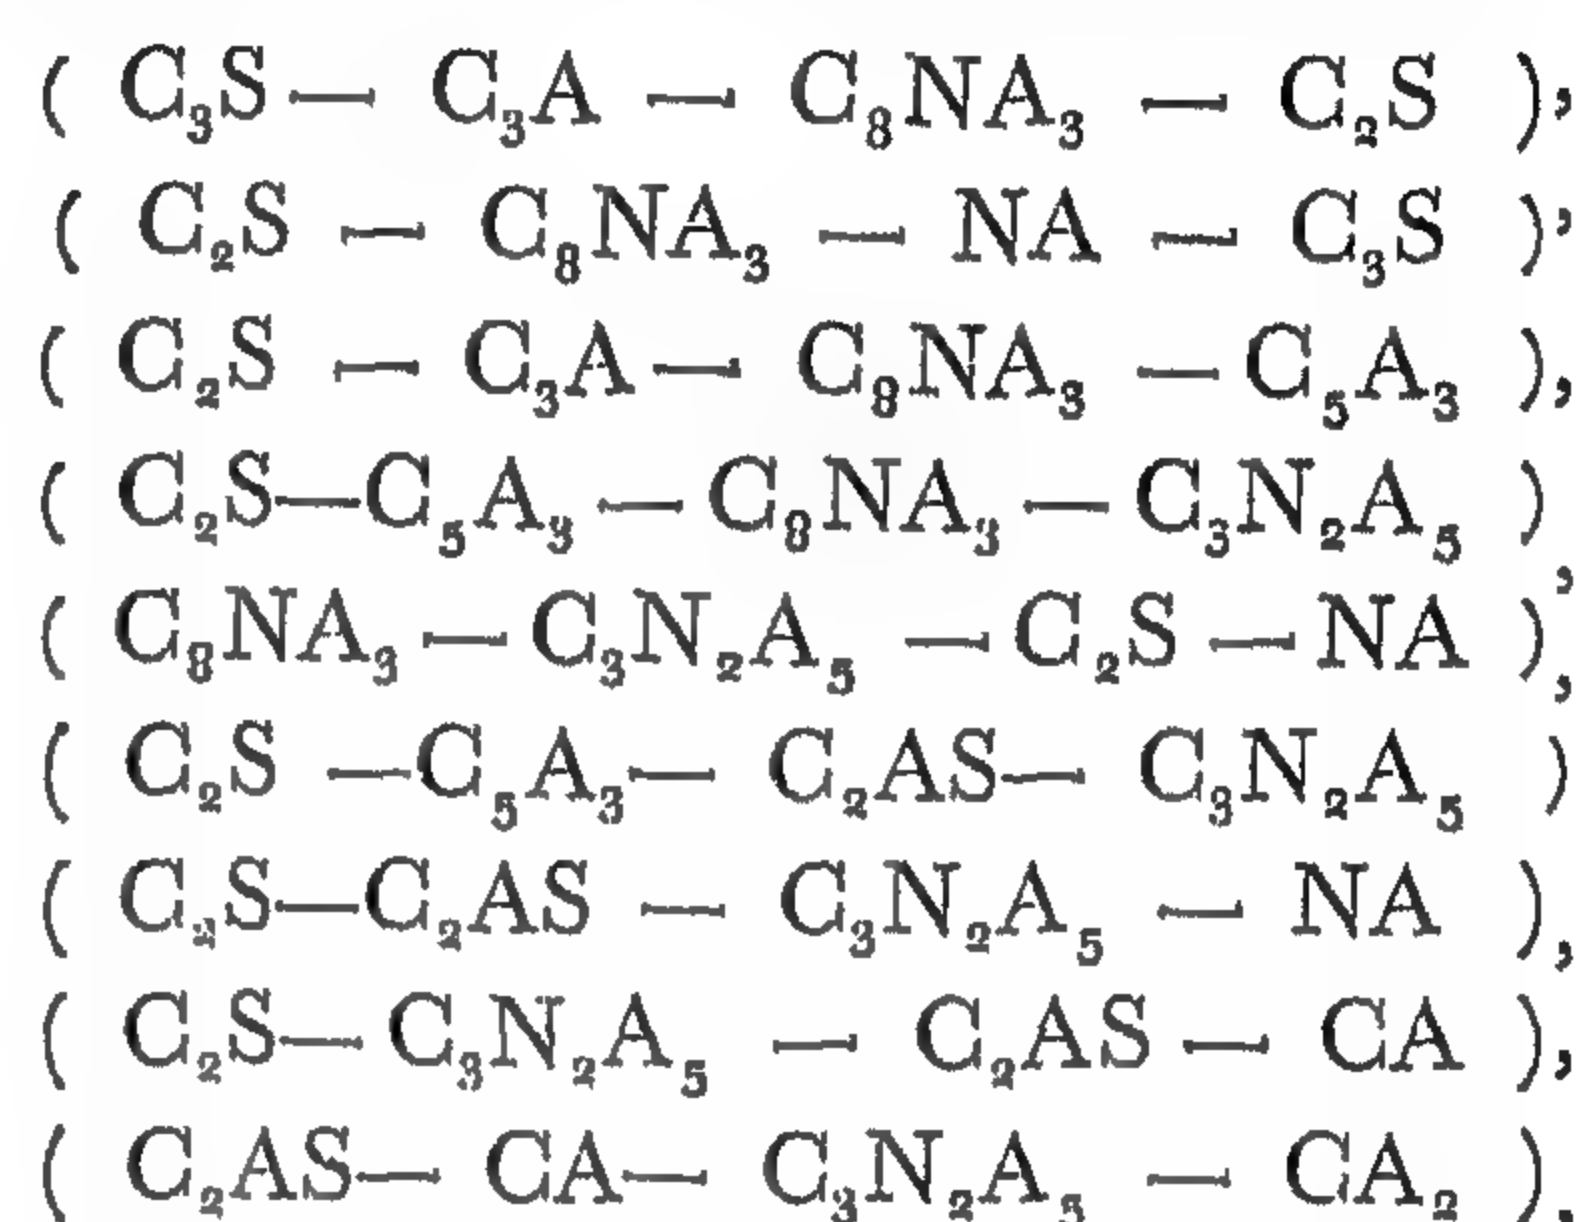 ( C₃S — C₃A — C₈NA₃ — C₂S ),
( C₂S — C₈NA₃ — NA — C₃S ),
( C₂S — C₃A — C₈NA₃ — C₅A₃ ),
( C₂S — C₅A₃ — C₈NA₃ — C₃N₂A₅ ),
( C₈NA₃ — C₃N₂A₅ — C₂S — NA ),
( C₂S — C₅A₃ — C₂AS — C₃N₂A₅ )
( C₂S — C₂AS — C₃N₂A₅ — NA ),
( C₂S — C₃N₂A₅ — C₂AS — CA ),
( C₂AS — CA — C₃N₂A₅ — CA₂ ),